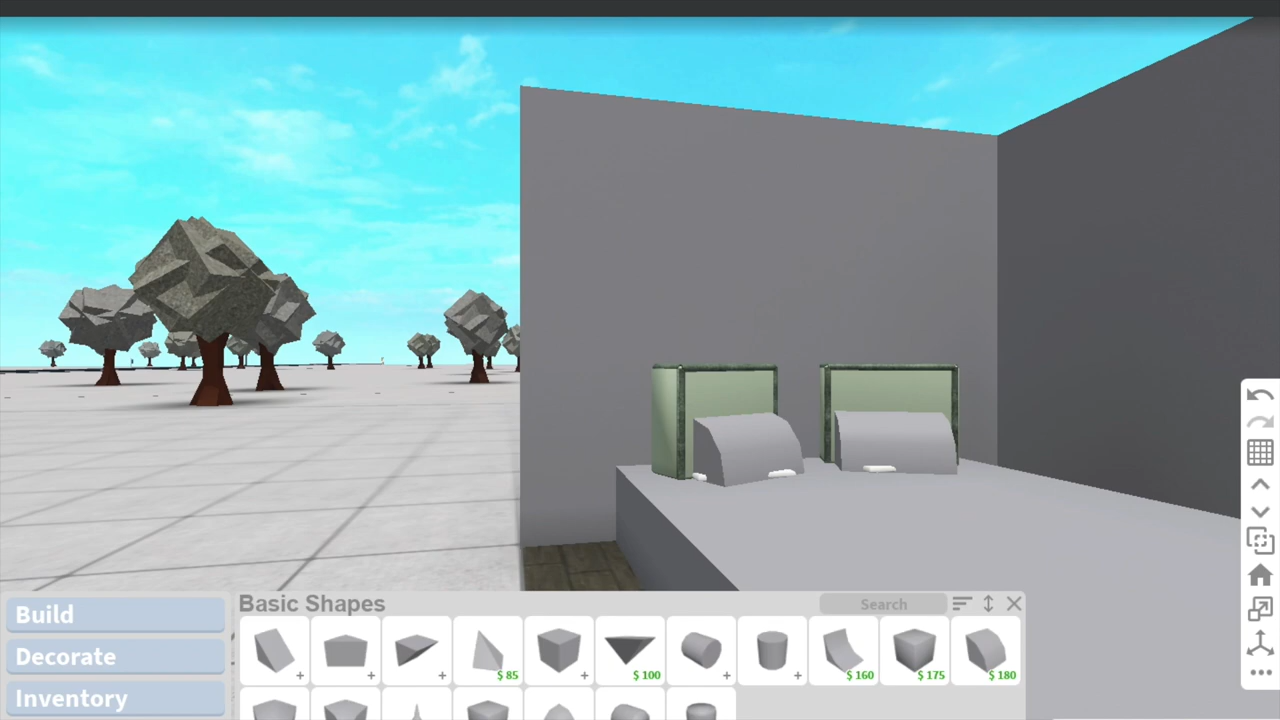 Build
Decorate
Inventory
Basic Shapes
Search
$ 85
$ 100
$ 160
$ 175
$ 180